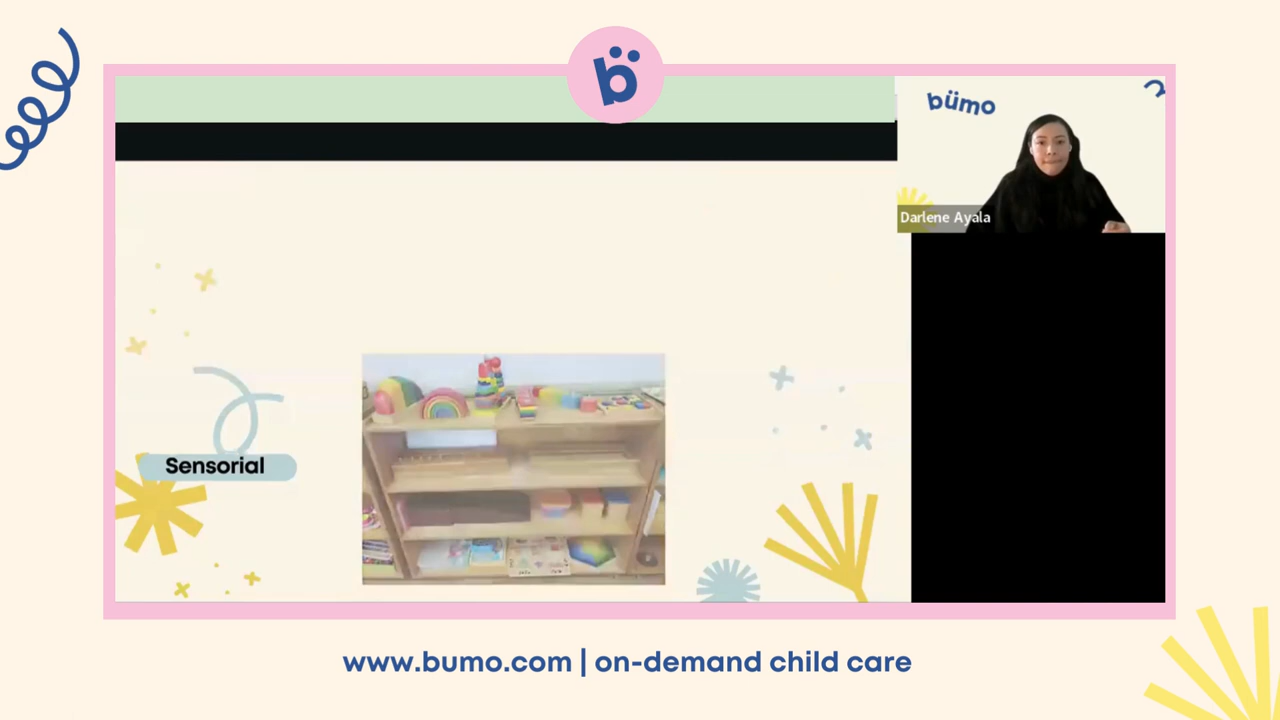 b̈
bümo
Darlene Ayala
Sensorial
www.bumo.com | on-demand child care